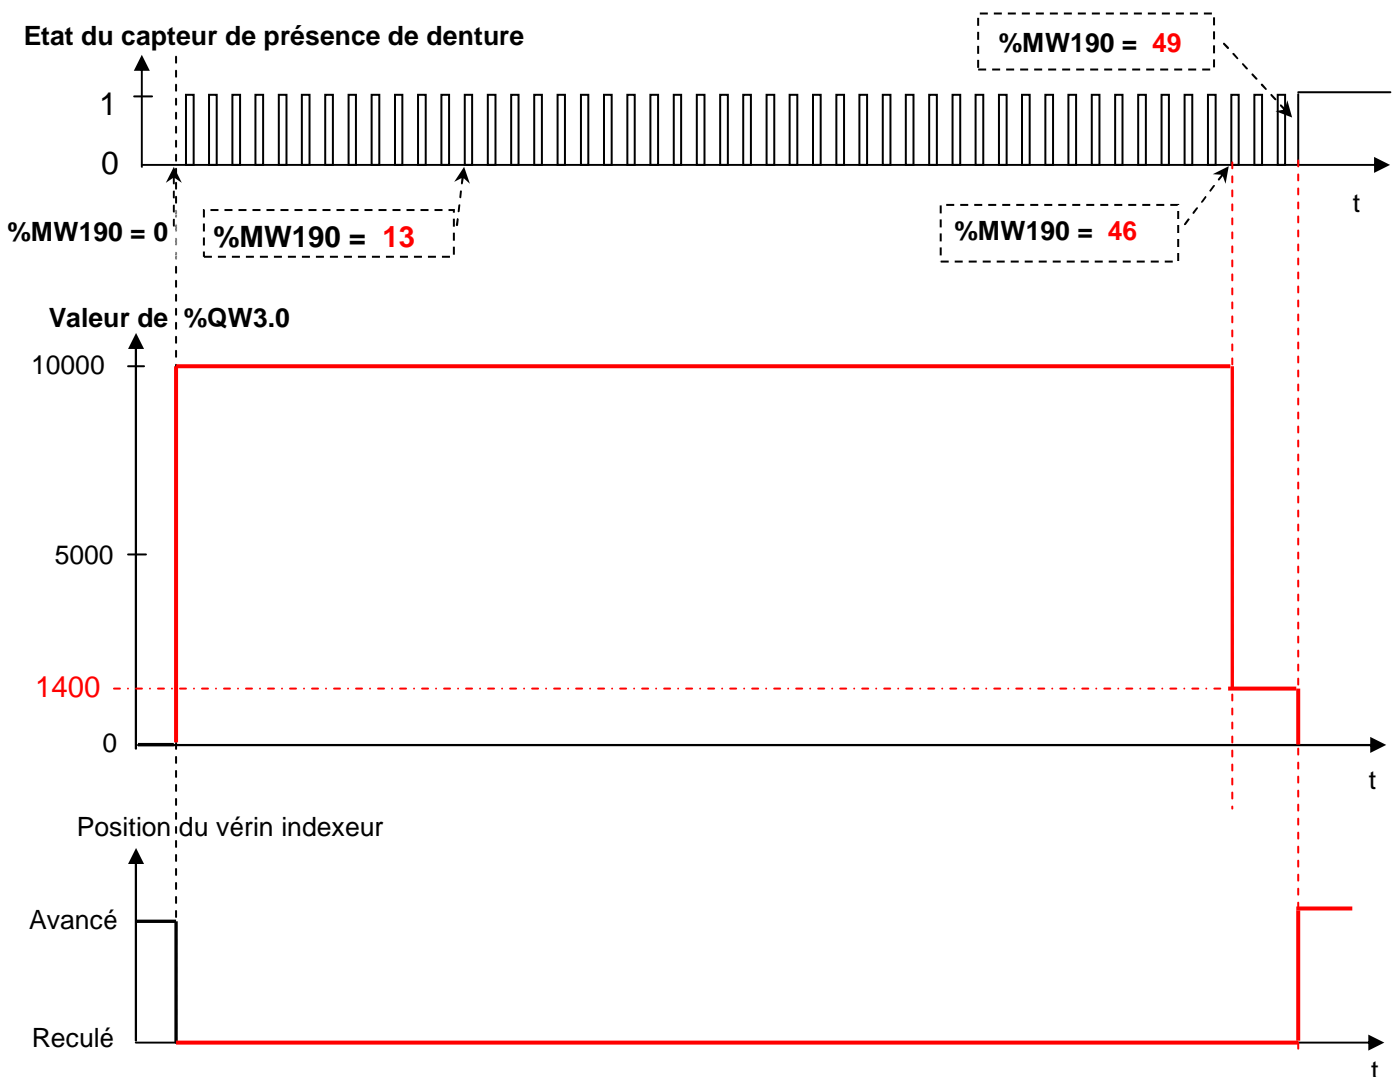 Etat du capteur de présence de denture
%MW190 = 49
1
0
t
%MW190 = 0
%MW190 = 13
%MW190 = 46
Valeur de %QW3.0
10000
5000
1400
0
t
Position du vérin indexeur
Avancé
Reculé
t